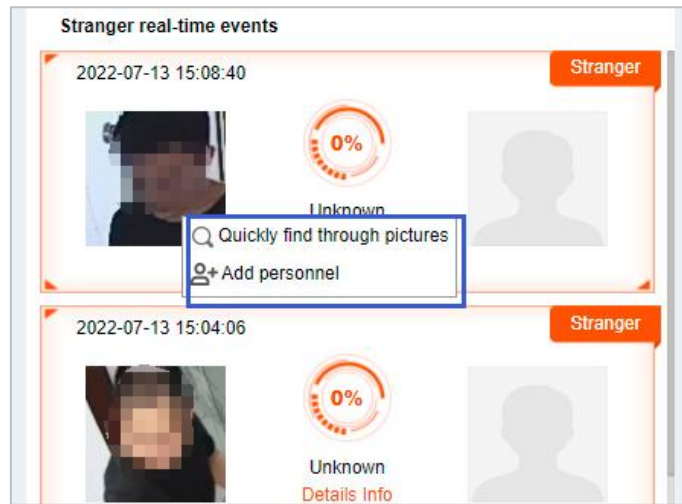 Stranger real-time events
2022-07-13 15:08:40
Stranger
0%
Unknown
Quickly find through pictures
Add personnel
2022-07-13 15:04:06
Stranger
0%
Unknown
Details Info